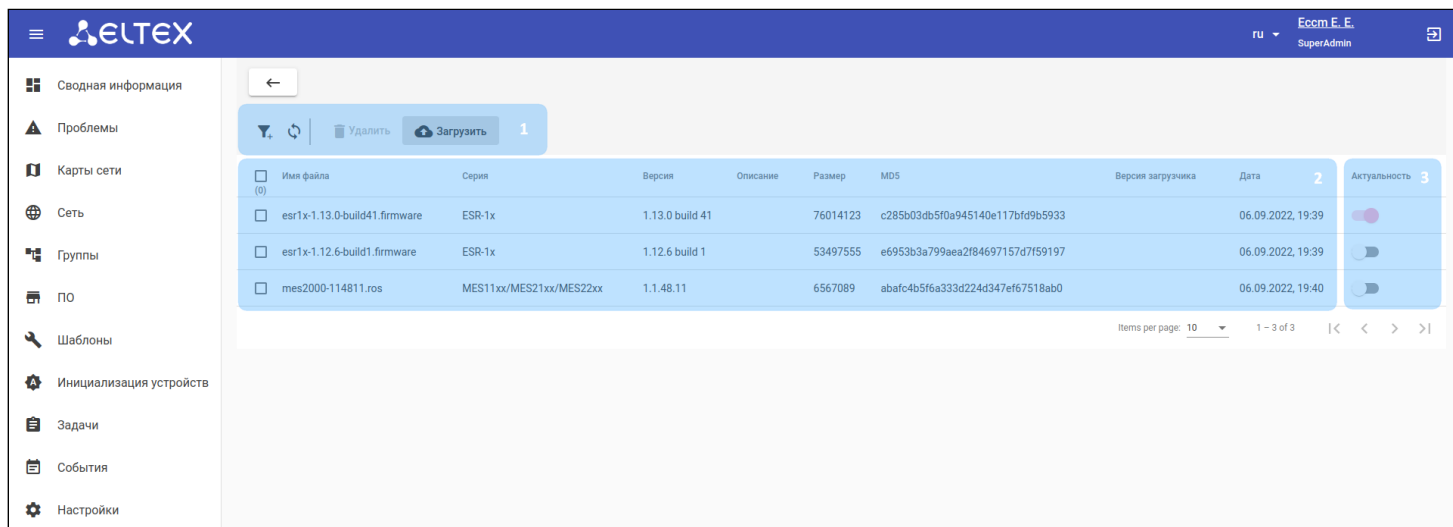 ELTEX
ru
Eccm E. E.
SuperAdmin
Сводная информация
Проблемы
Карты сети
Сеть
Группы
ПО
Шаблоны
Инициализация устройств
Задачи
События
Настройки
Удалить Загрузить 1
Имя файла Серия Версия Описание Размер MD5 Версия загрузчика Дата 2 Актуальность 3
(0)
esr1x-1.13.0-build41.firmware ESR-1x 1.13.0 build 41 76014123 c285b03db5f0a945140e117bfd9b5933 06.09.2022, 19:39
esr1x-1.12.6-build1.firmware ESR-1x 1.12.6 build 1 53497555 e6953b3a799aea2f84697157d7f59197 06.09.2022, 19:39
mes2000-114811.ros MES11xx/MES21xx/MES22xx 1.1.48.11 6567089 abafc4b5f6a333d224d347ef67518ab0 06.09.2022, 19:40
Items per page: 10 1 – 3 of 3